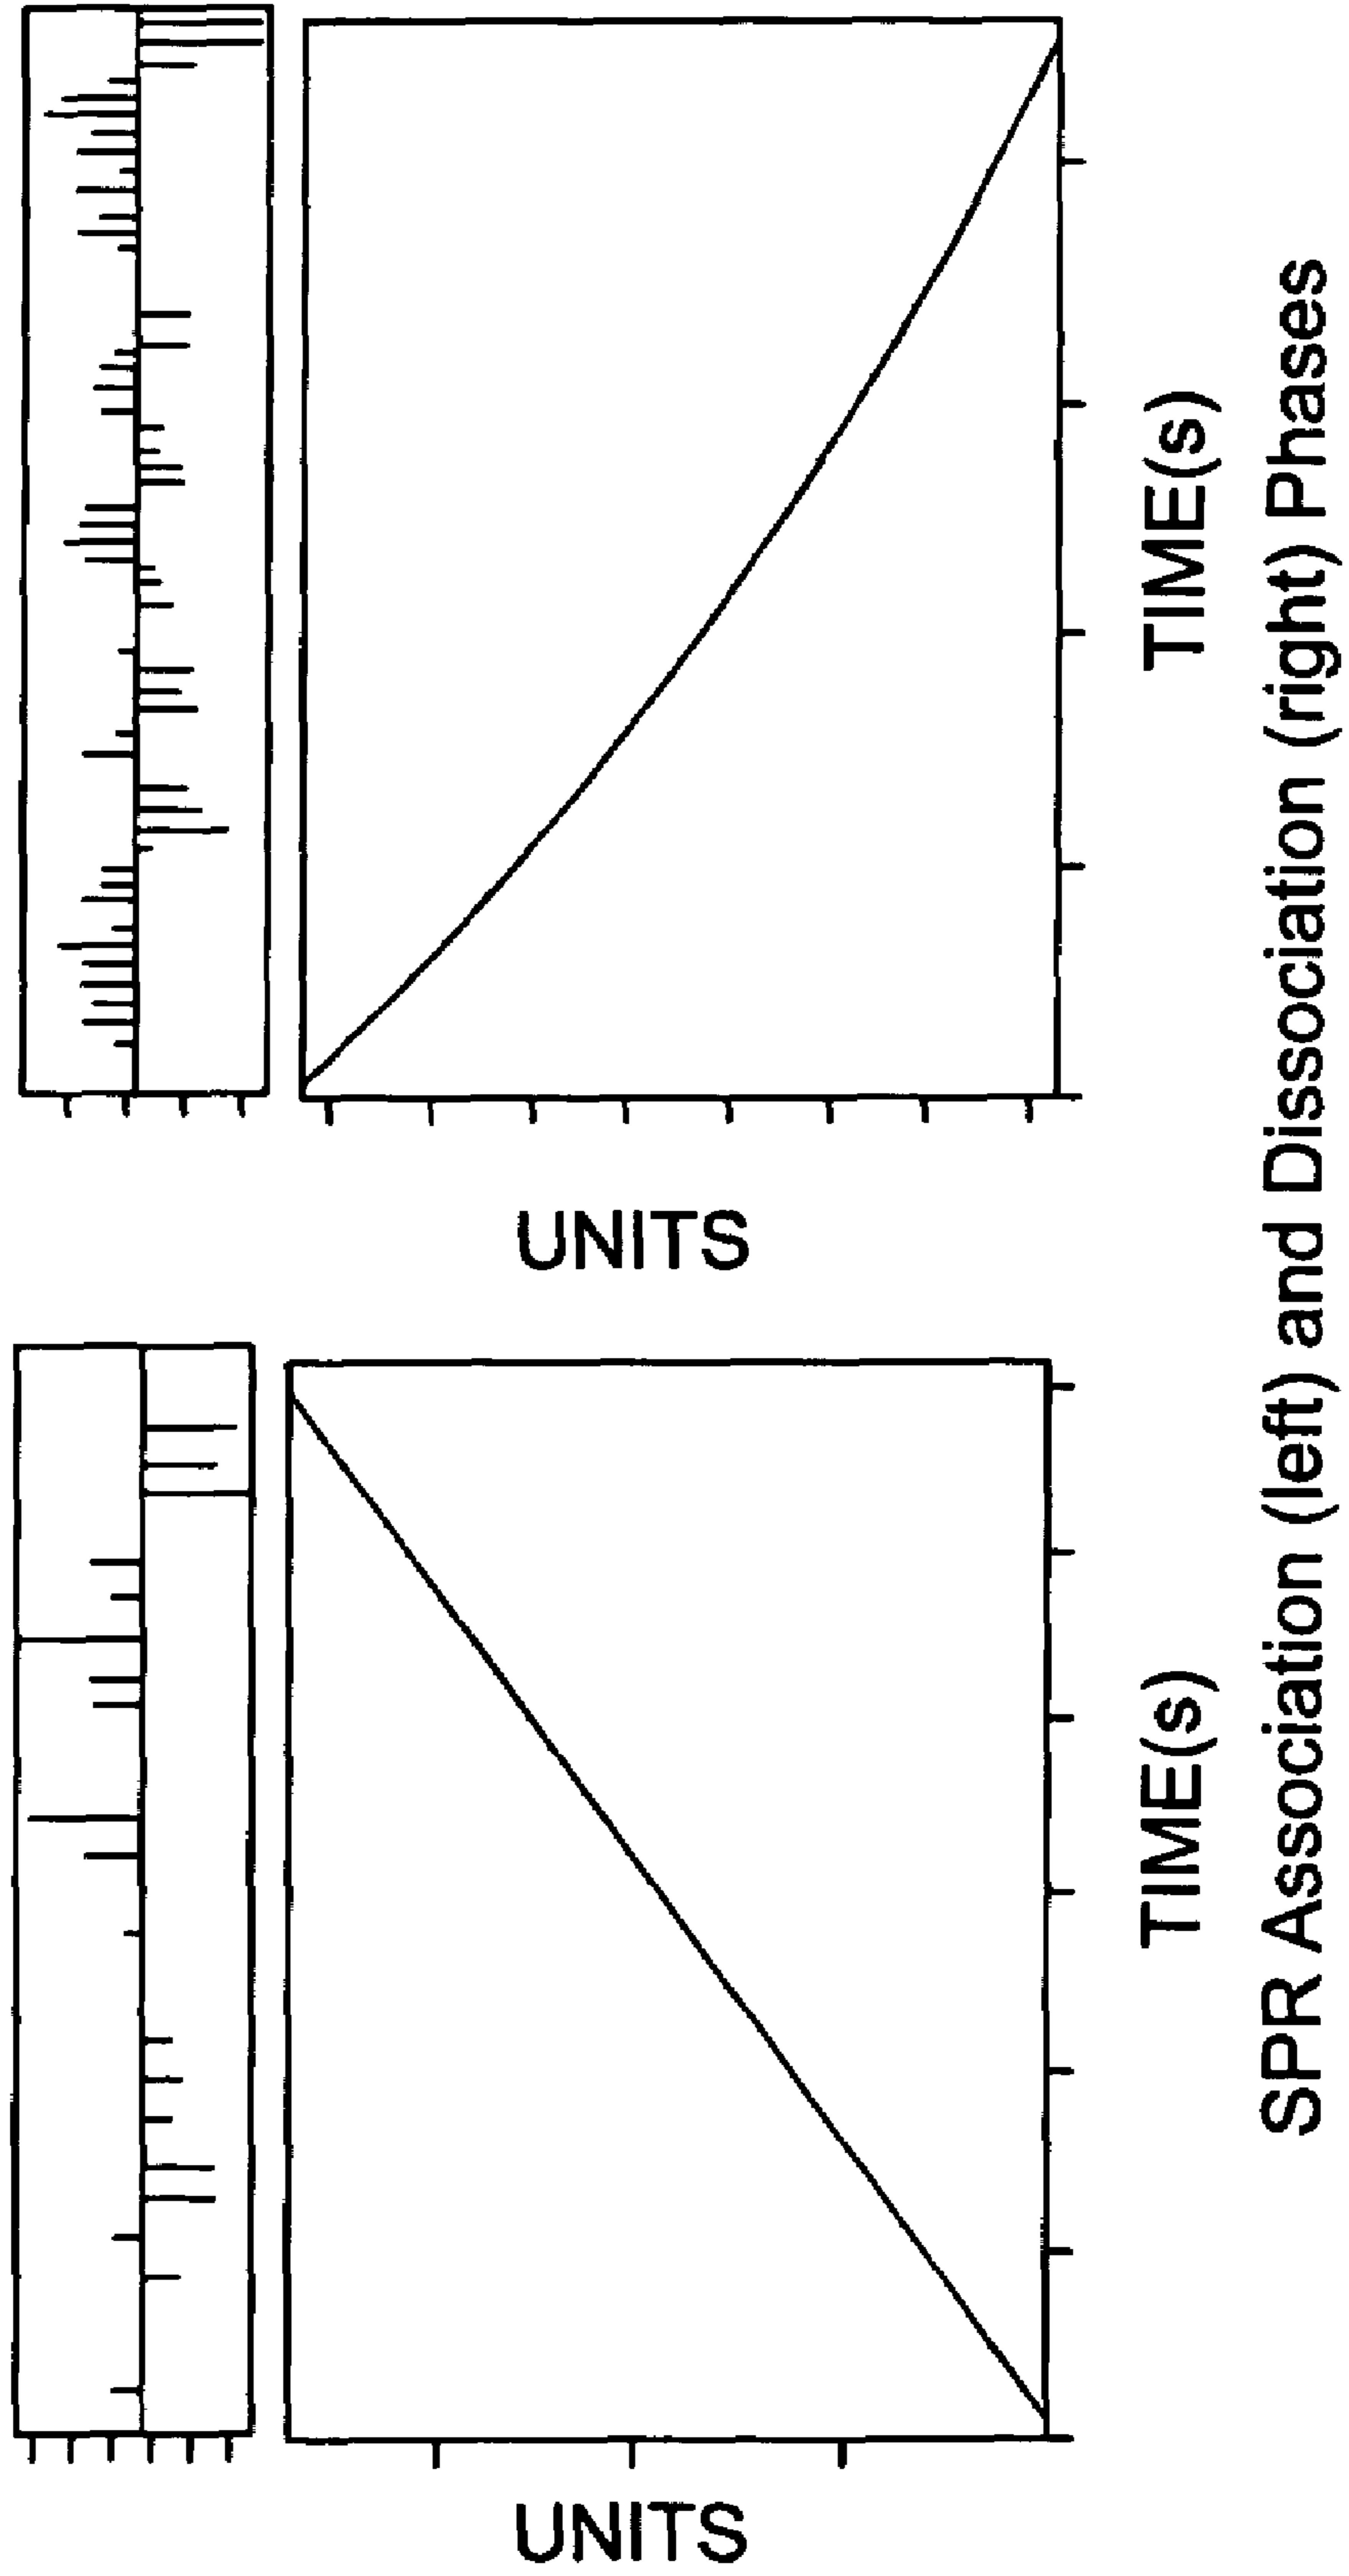 UNITS
TIME(s)
UNITS
TIME(s)
SPR Association (left) and Dissociation (right) Phases